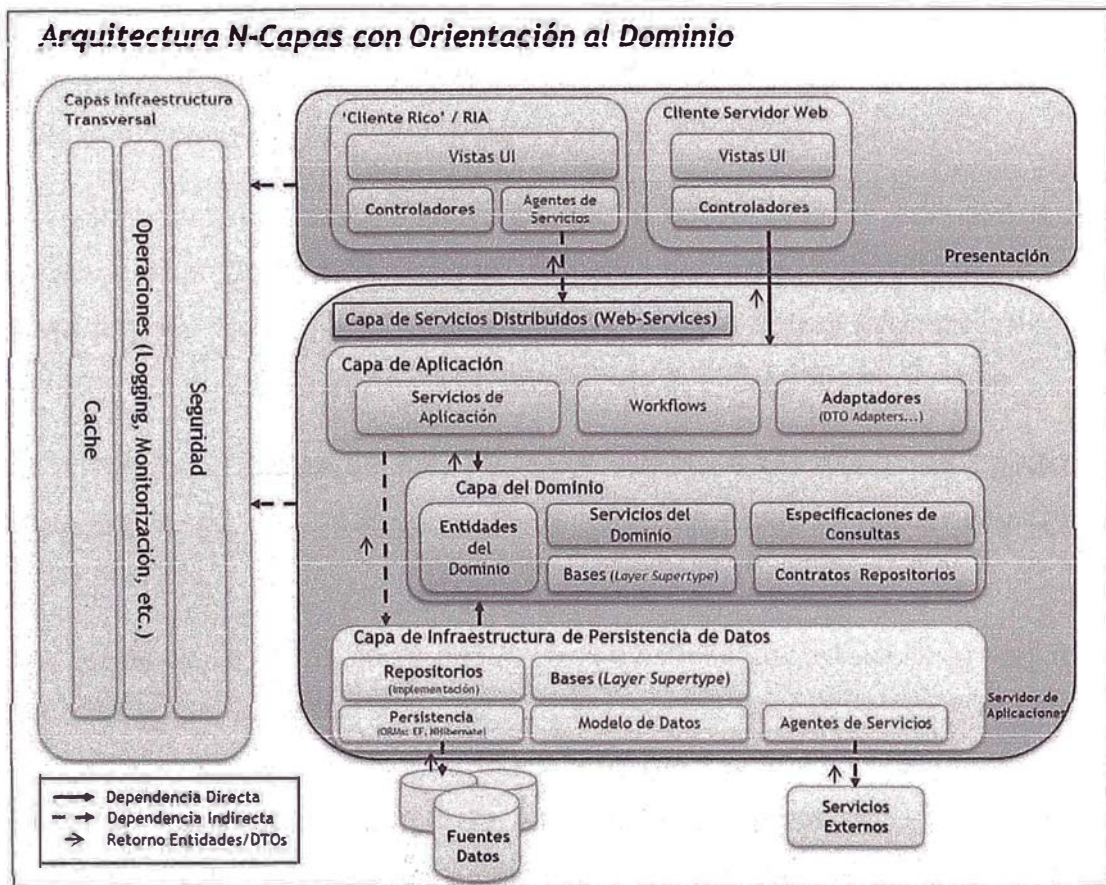 Arquitectura N-Capas con Orientación al Dominio
Capas Infraestructura
Transversal
Cache
Operaciones (Logging, Monitorización, etc.)
Seguridad
'Cliente Rico' / RIA
Vistas UI
Controladores
Agentes de
Servicios
Cliente Servidor Web
Vistas UI
Controladores
Presentación
Capa de Servicios Distribuidos (Web-Services)
Capa de Aplicación
Servicios de
Aplicación
Workflows
Adaptadores
(DTO Adapters...)
Capa del Dominio
Entidades
del
Dominio
Servicios del
Dominio
Especificaciones de
Consultas
Bases (Layer Supertype)
Contratos Repositorios
Capa de Infraestructura de Persistencia de Datos
Repositorios
(Implementación)
Bases (Layer Supertype)
Persistencia
(ORMs: EF, NHibernate)
Modelo de Datos
Agentes de Servicios
Servidor de
Aplicaciones
Dependencia Directa
Dependencia Indirecta
Retorno Entidades/DTOs
Fuentes
Datos
Servicios
Externos